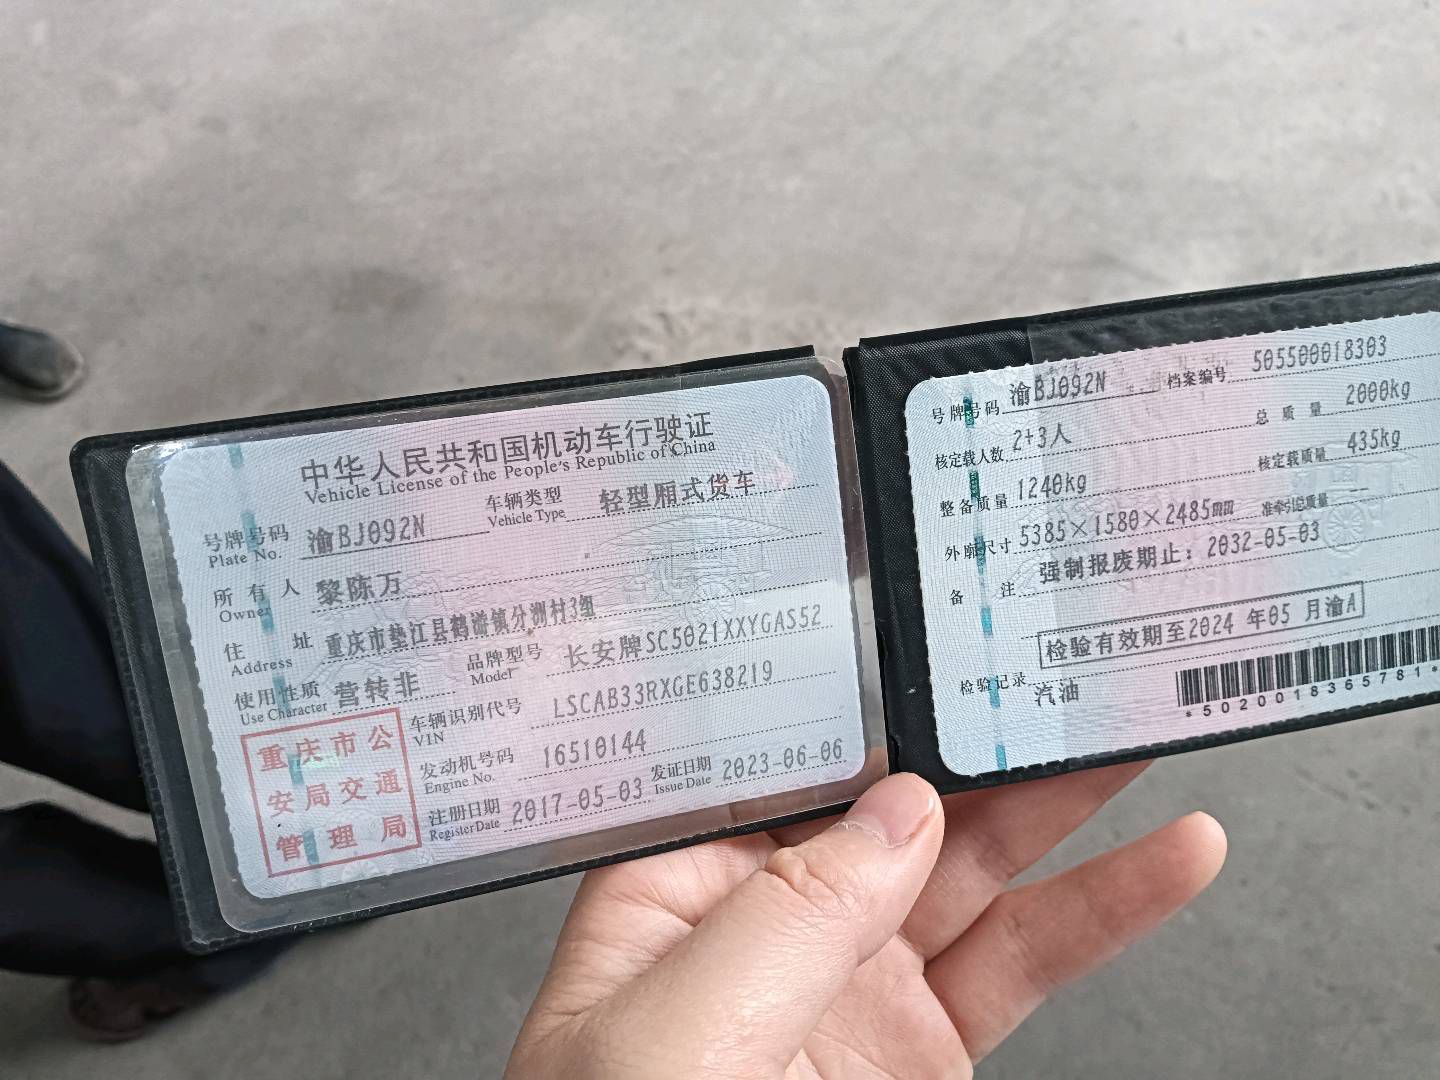 中华人民共和国机动车行驶证
Vehicle License of the People's Republic of China
号牌号码 渝BJ092N 车辆类型 轻型厢式货车
Plate No. Vehicle Type
所有人 黎陈万
Owner
住址 重庆市垫江县鹤游镇分洲村3组
Address
使用性质 营转非 品牌型号 长安牌SC5021XXYGAS52
Use Character Model
车辆识别代号 LSCAB33RXGE638219
VIN
发动机号码 16510144
Engine No.
注册日期 2017-05-03 发证日期 2023-06-06
Register Date Issue Date
重庆市公
安局交通
管理局
号牌号码 渝BJ092N 档案编号 505500018303
核定载人数 2+3人 总质量 2000kg
整备质量 1240kg 核定载质量 435kg
外廓尺寸 5385×1580×2485mm 准牵引总质量 --
备注 强制报废期止：2032-05-03
检验有效期至2024年05月渝A
检验记录 汽油
*5020018365781*